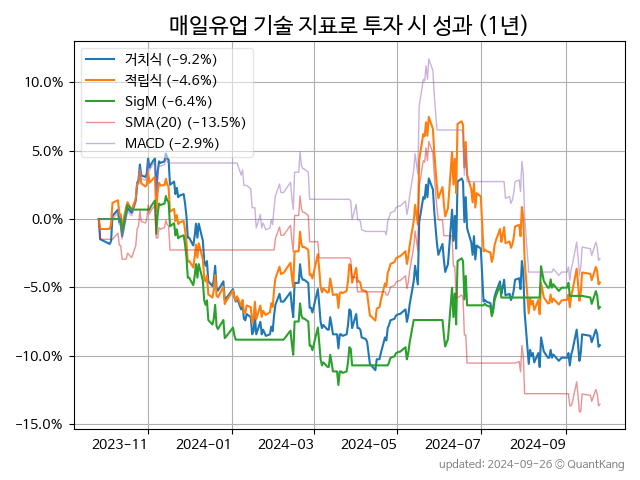 매일유업 기술 지표로 투자 시 성과 (1년)
거치식 (−9.2%)
적립식 (−4.6%)
SigM (−6.4%)
SMA(20) (−13.5%)
MACD (−2.9%)
10.0%
5.0%
0.0%
−5.0%
−10.0%
−15.0%
2023-11 2024-01 2024-03 2024-05 2024-07 2024-09
updated: 2024-09-26 © QuantKang